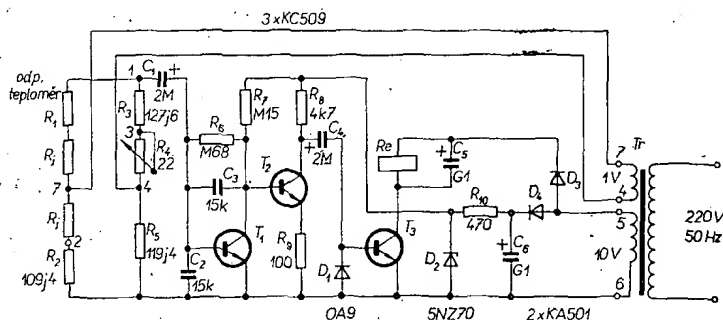 3xKC509
odp.
teploměr
1
C1
+
2M
R1
R3
127j6
3
R4
22
Rj
7
4
Rj
2
R2
109j4
R5
119j4
R6
M68
C3
15k
C2
15k
T1
R7
M15
T2
R8
4k7
+
C4
2M
R9
100
D1
0A9
Re
+
C5
G1
T3
R10
470
D2
5NZ70
D4
+
C6
G1
D3
2xKA501
Tr
7
1V
4
5
10V
6
220V
50Hz